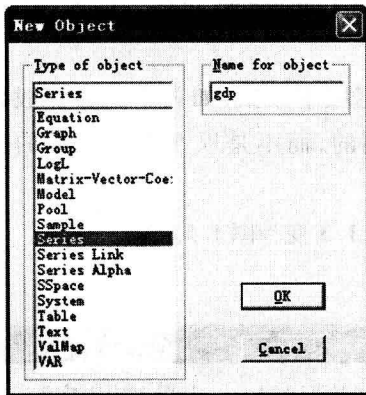 New Object
Type of object
Name for object
Series
gdp
Equation
Graph
Group
LogL
Matrix-Vector-Coe:
Model
Pool
Sample
Series
Series Link
Series Alpha
SSpace
System
Table
Text
ValMap
VAR
OK
Cancel